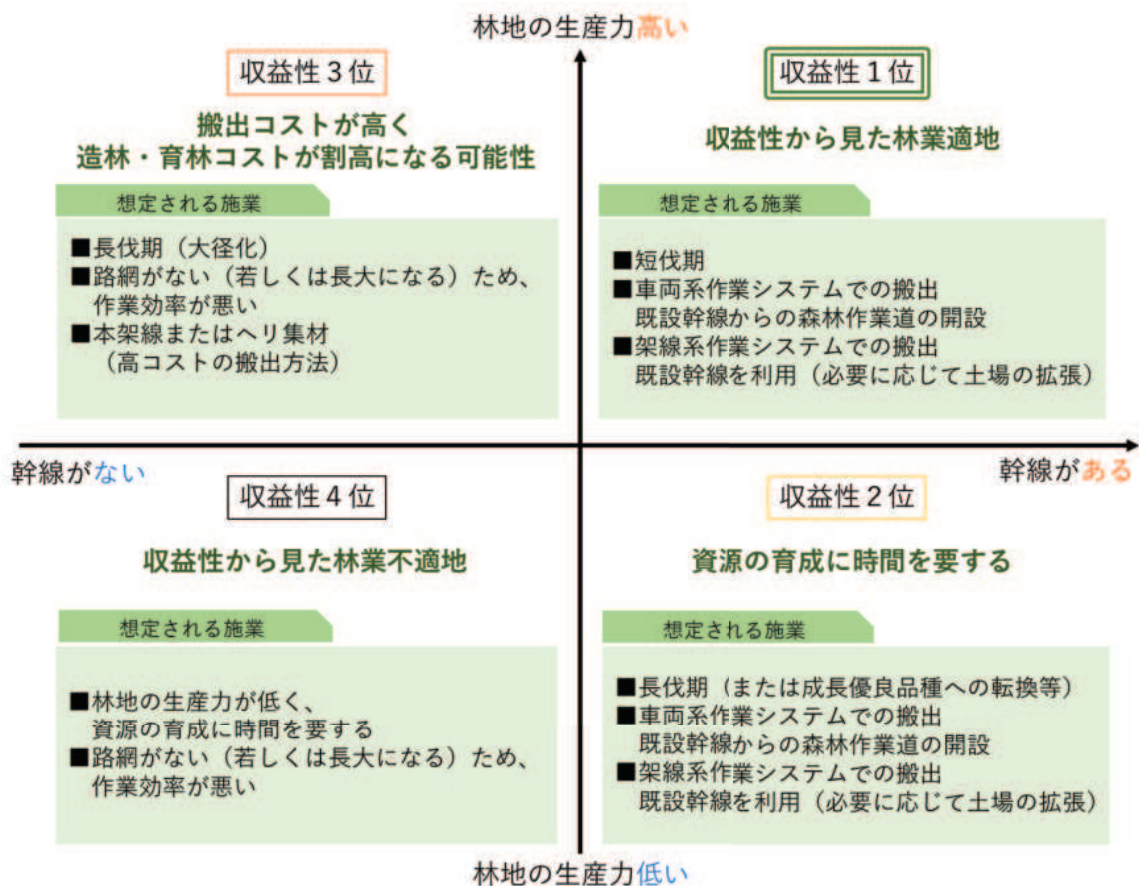 林地の生産力高い
収益性3位
搬出コストが高く
造林・育林コストが割高になる可能性
想定される施業
■長伐期（大径化）
■路網がない（若しくは長大になる）ため、
作業効率が悪い
■本架線またはヘリ集材
（高コストの搬出方法）
収益性1位
収益性から見た林業適地
想定される施業
■短伐期
■車両系作業システムでの搬出
既設幹線からの森林作業道の開設
■架線系作業システムでの搬出
既設幹線を利用（必要に応じて土場の拡張）
幹線がない
幹線がある
収益性4位
収益性から見た林業不適地
想定される施業
■林地の生産力が低く、
資源の育成に時間を要する
■路網がない（若しくは長大になる）ため、
作業効率が悪い
収益性2位
資源の育成に時間を要する
想定される施業
■長伐期（または成長優良品種への転換等）
■車両系作業システムでの搬出
既設幹線からの森林作業道の開設
■架線系作業システムでの搬出
既設幹線を利用（必要に応じて土場の拡張）
林地の生産力低い